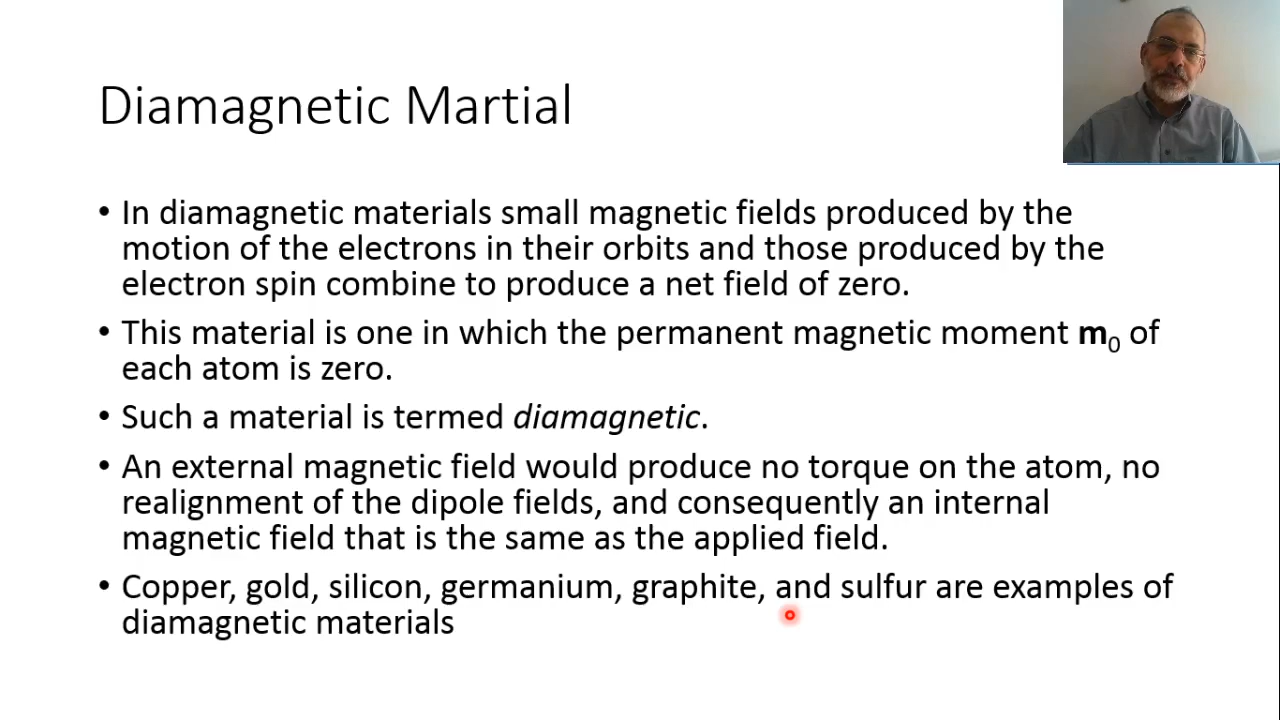 Diamagnetic Martial
• In diamagnetic materials small magnetic fields produced by the
motion of the electrons in their orbits and those produced by the
electron spin combine to produce a net field of zero.
• This material is one in which the permanent magnetic moment m₀ of
each atom is zero.
• Such a material is termed diamagnetic.
• An external magnetic field would produce no torque on the atom, no
realignment of the dipole fields, and consequently an internal
magnetic field that is the same as the applied field.
• Copper, gold, silicon, germanium, graphite, and sulfur are examples of
diamagnetic materials